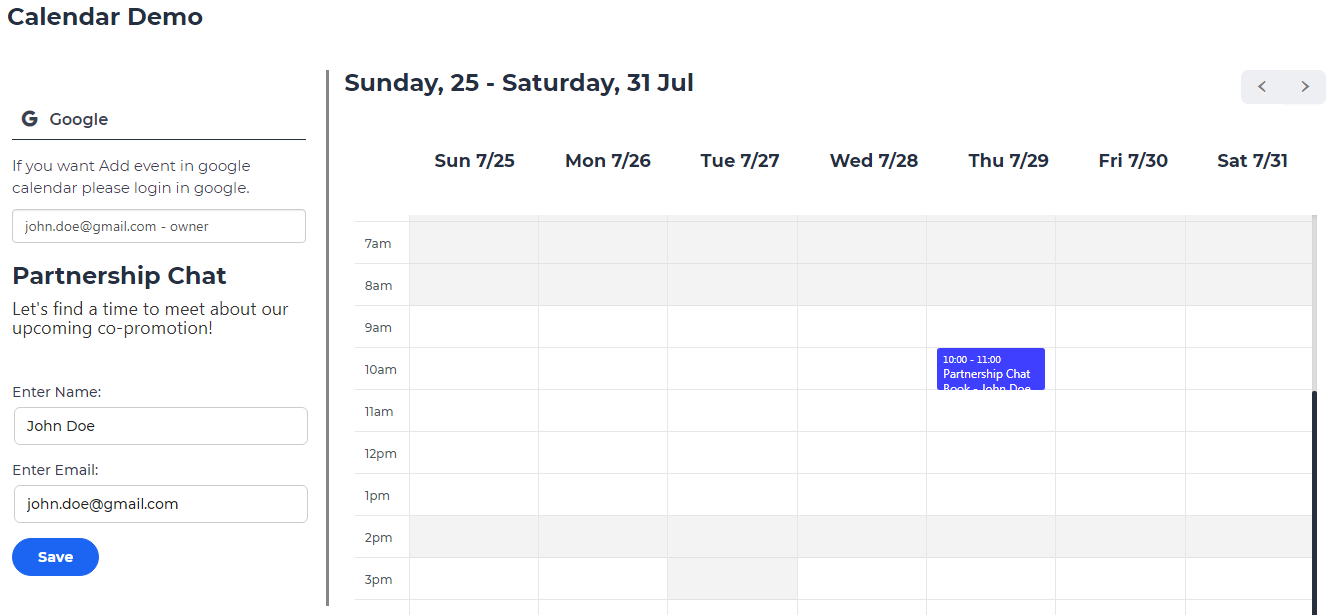 Calendar Demo
G Google
If you want Add event in google
calendar please login in google.
john.doe@gmail.com - owner
Partnership Chat
Let's find a time to meet about our
upcoming co-promotion!
Enter Name:
John Doe
Enter Email:
john.doe@gmail.com
Save
Sunday, 25 - Saturday, 31 Jul
< >
Sun 7/25 Mon 7/26 Tue 7/27 Wed 7/28 Thu 7/29 Fri 7/30 Sat 7/31
7am
8am
9am
10am
10:00 - 11:00
Partnership Chat
Book - John Doe
11am
12pm
1pm
2pm
3pm